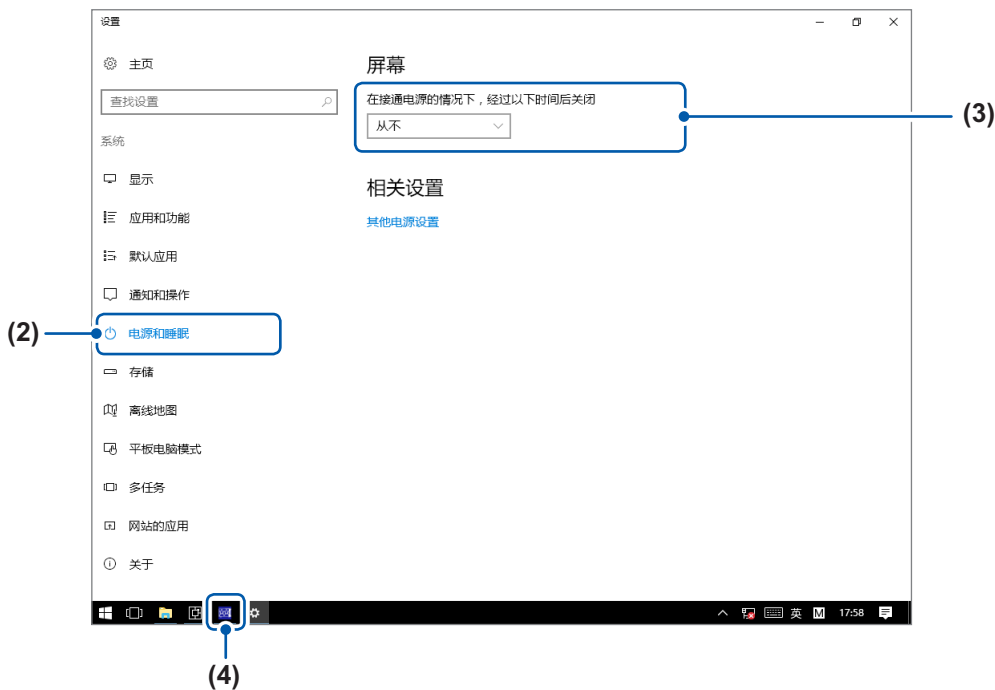 设置
主页
屏幕
查找设置
在接通电源的情况下，经过以下时间后关闭
(3)
从不
系统
显示
相关设置
应用和功能
其他电源设置
默认应用
通知和操作
(2)
电源和睡眠
存储
离线地图
平板电脑模式
多任务
网站的应用
关于
英 M 17:58
(4)